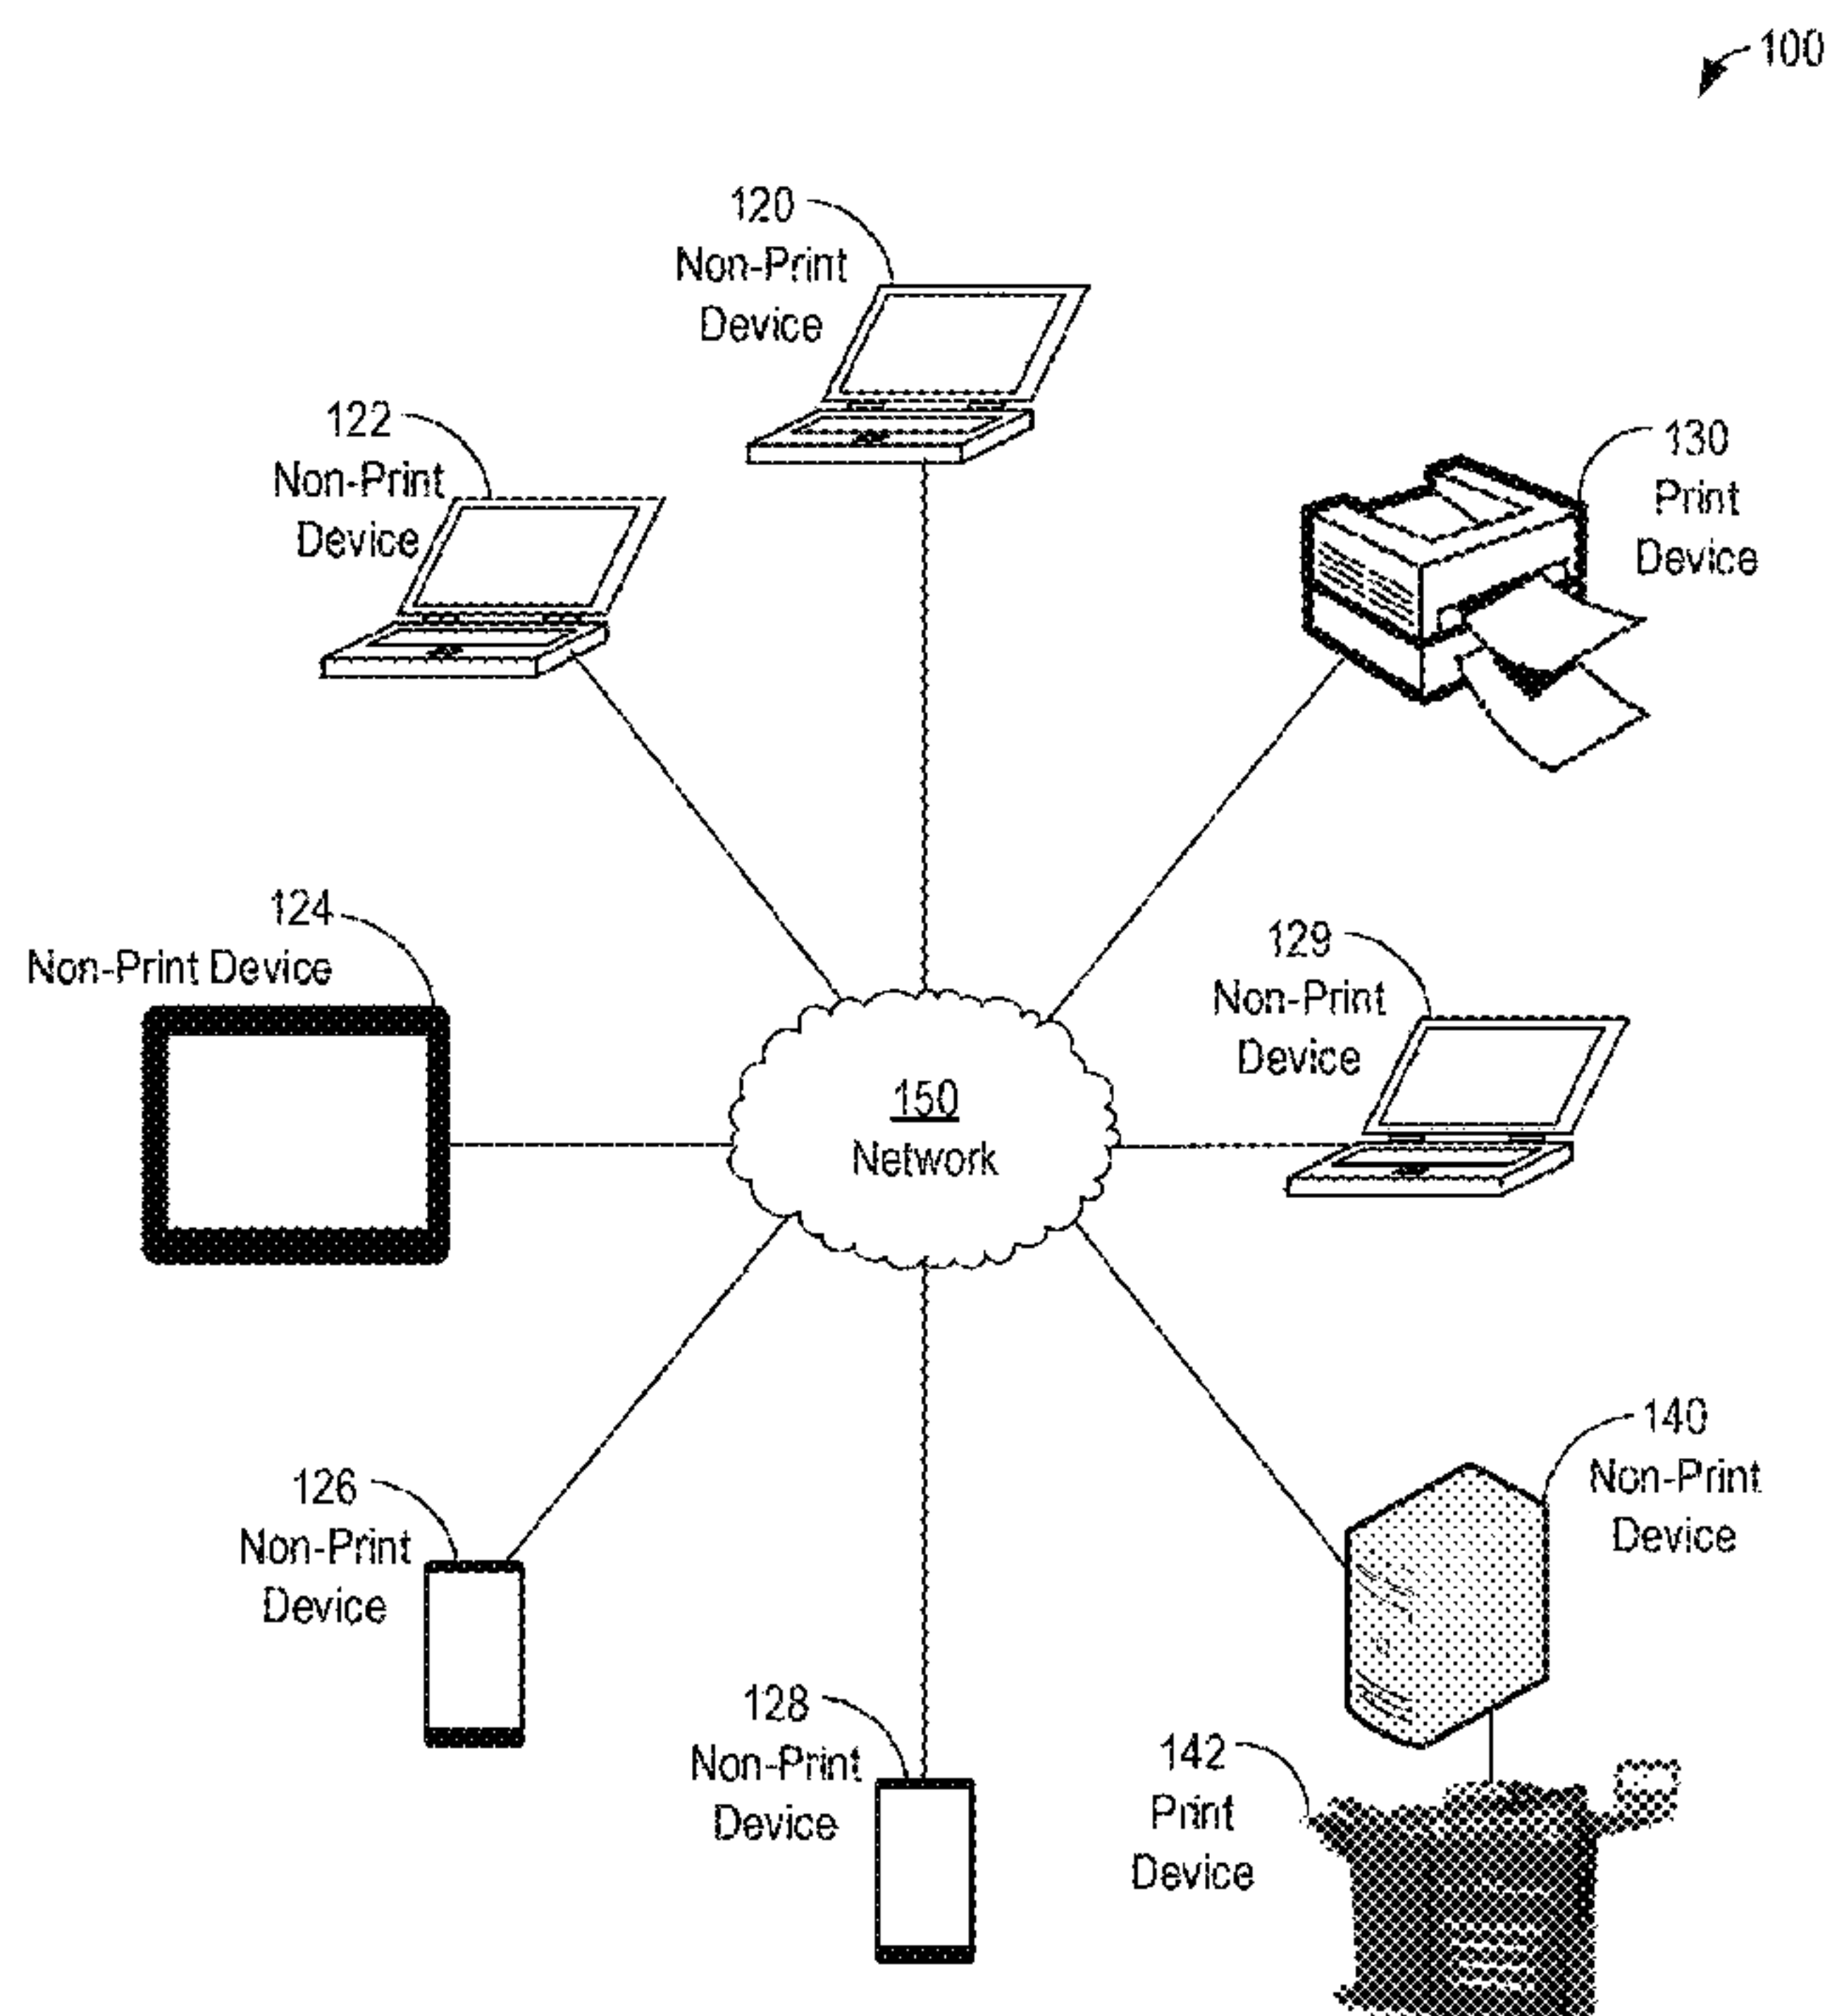 100
120
Non-Print
Device
122
Non-Print
Device
130
Print
Device
124
Non-Print Device
129
Non-Print
Device
150
Network
140
Non-Print
Device
126
Non-Print
Device
128
Non-Print
Device
142
Print
Device